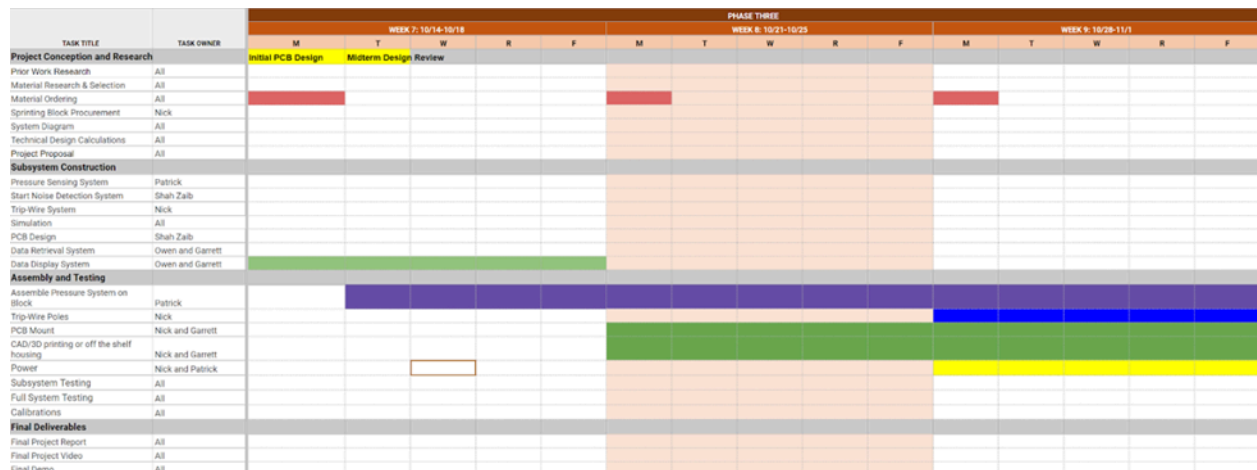 PHASE THREE
WEEK 7: 10/14-10/18 WEEK 8: 10/21-10/25 WEEK 9: 10/28-11/1
TASK TITLE TASK OWNER M T W R F M T W R F M T W R F
Project Conception and Research Initial PCB Design Midterm Design Review
Prior Work Research All
Material Research & Selection All
Material Ordering All
Sprinting Block Procurement Nick
System Diagram All
Technical Design Calculations All
Project Proposal All
Subsystem Construction
Pressure Sensing System Patrick
Start Noise Detection System Shah Zaib
Trip-Wire System Nick
Simulation All
PCB Design Shah Zaib
Data Retrieval System Owen and Garrett
Data Display System Owen and Garrett
Assembly and Testing
Assemble Pressure System on
Block Patrick
Trip-Wire Poles Nick
PCB Mount Nick and Garrett
CAD/3D printing or off the shelf
housing Nick and Garrett
Power Nick and Patrick
Subsystem Testing All
Full System Testing All
Calibrations All
Final Deliverables
Final Project Report All
Final Project Video All
Final Demo All